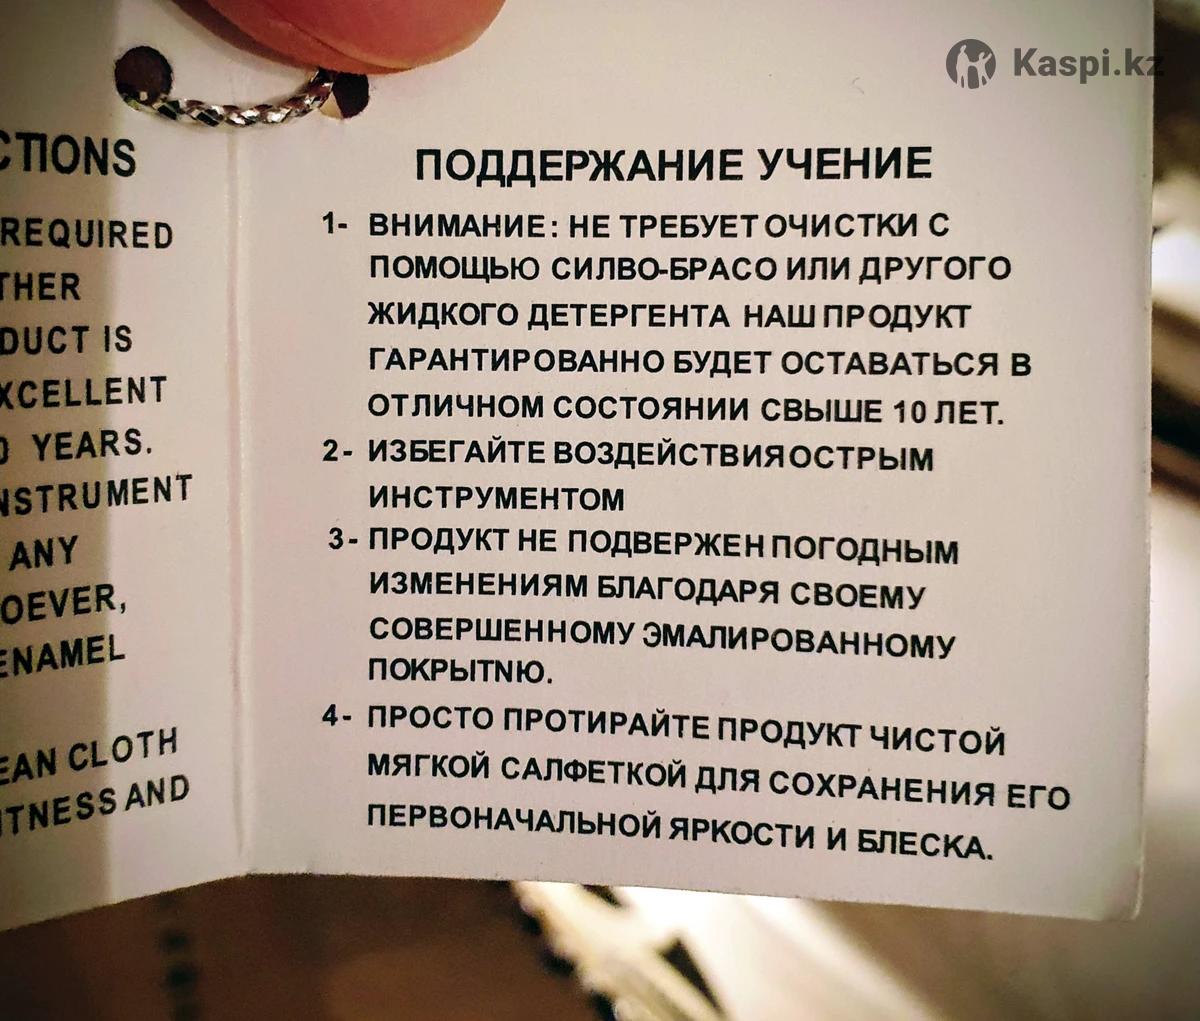 Kaspi.kz
CTIONS
REQUIRED
THER
DUCT IS
XCELLENT
0 YEARS.
NSTRUMENT
ANY
OEVER,
ENAMEL
EAN CLOTH
ITNESS AND
ПОДДЕРЖАНИЕ УЧЕНИЕ
1- ВНИМАНИЕ: НЕ ТРЕБУЕТ ОЧИСТКИ С
ПОМОЩЬЮ СИЛВО-БРАСО ИЛИ ДРУГОГО
ЖИДКОГО ДЕТЕРГЕНТА НАШ ПРОДУКТ
ГАРАНТИРОВАННО БУДЕТ ОСТАВАТЬСЯ В
ОТЛИЧНОМ СОСТОЯНИИ СВЫШЕ 10 ЛЕТ.
2- ИЗБЕГАЙТЕ ВОЗДЕЙСТВИЯ ОСТРЫМ
ИНСТРУМЕНТОМ
3- ПРОДУКТ НЕ ПОДВЕРЖЕН ПОГОДНЫМ
ИЗМЕНЕНИЯМ БЛАГОДАРЯ СВОЕМУ
СОВЕРШЕННОМУ ЭМАЛИРОВАННОМУ
ПОКРЫТNЮ.
4- ПРОСТО ПРОТИРАЙТЕ ПРОДУКТ ЧИСТОЙ
МЯГКОЙ САЛФЕТКОЙ ДЛЯ СОХРАНЕНИЯ ЕГО
ПЕРВОНАЧАЛЬНОЙ ЯРКОСТИ И БЛЕСКА.